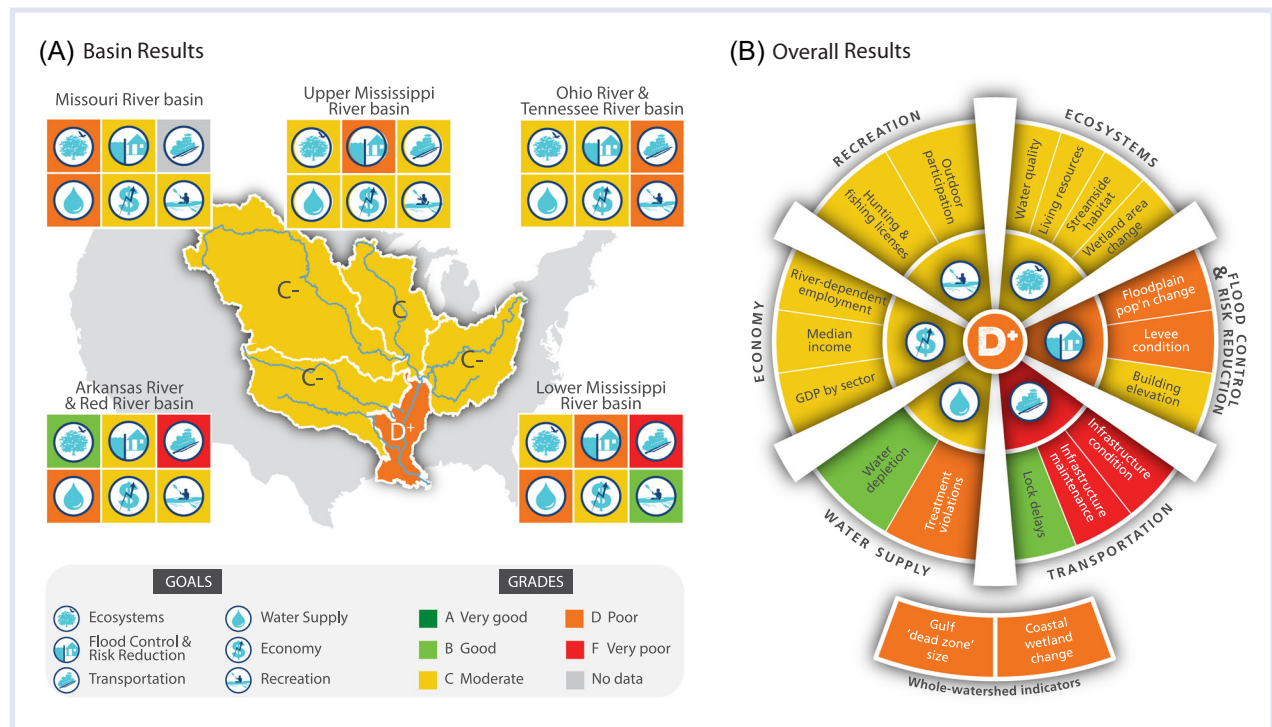 (A) Basin Results
Missouri River basin
Upper Mississippi
River basin
Ohio River &
Tennessee River basin
C-
C
C-
C-
D+
Arkansas River
& Red River basin
Lower Mississippi
River basin
GOALS
Ecosystems
Flood Control &
Risk Reduction
Transportation
Water Supply
Economy
Recreation
GRADES
A Very good
B Good
C Moderate
D Poor
F Very poor
No data
(B) Overall Results
RECREATION
Hunting &
fishing licenses
Outdoor
participation
ECOSYSTEMS
Water quality
Living resources
Streamside
habitat
Wetland area
change
FLOOD CONTROL
& RISK REDUCTION
Floodplain
pop'n change
Levee
condition
Building
elevation
TRANSPORTATION
Infrastructure
condition
Infrastructure
maintenance
Lock delays
WATER SUPPLY
Treatment
violations
Water
depletion
ECONOMY
GDP by sector
Median
income
River-dependent
employment
D+
Gulf
'dead zone'
size
Coastal
wetland
change
Whole-watershed indicators